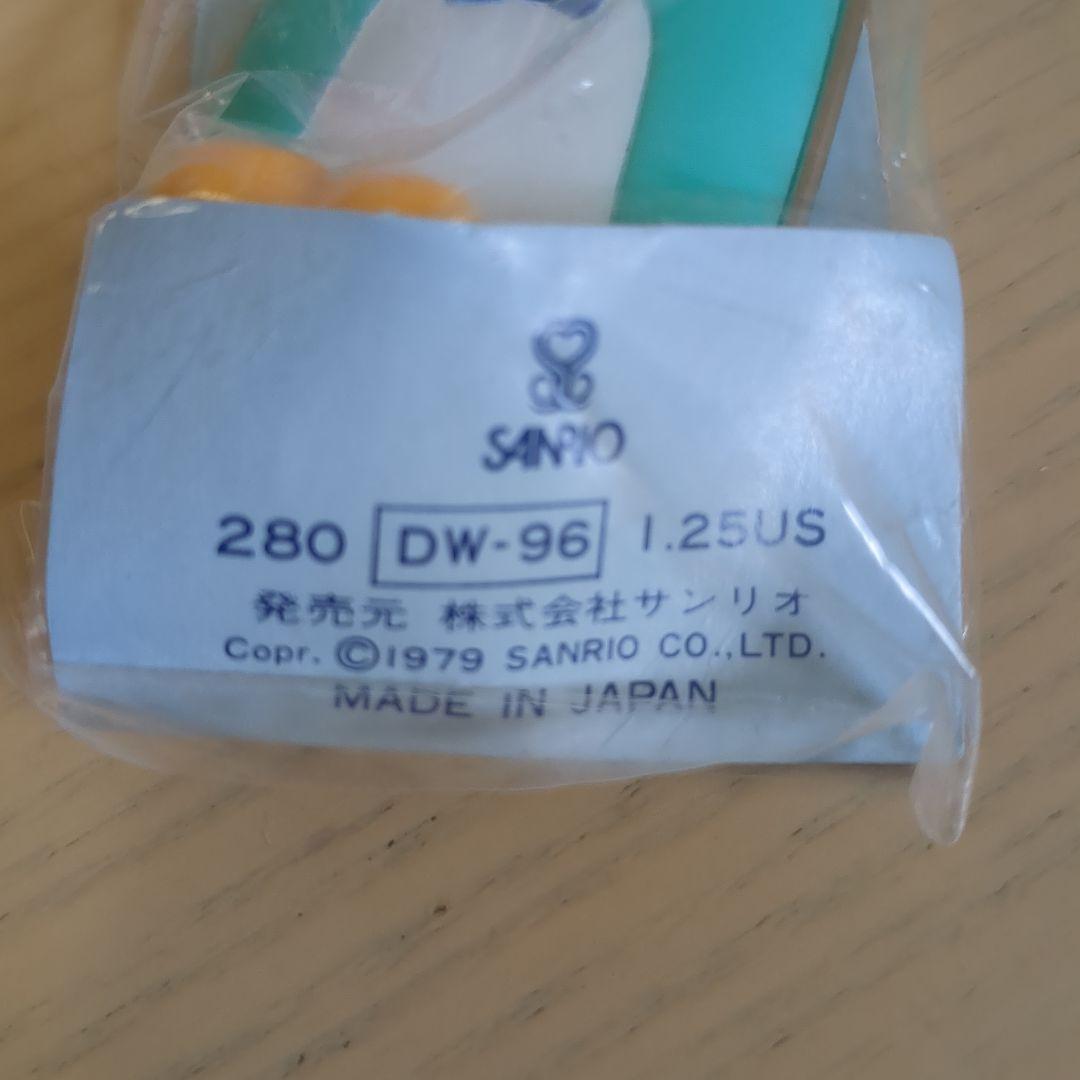 SANRIO
280 DW-96 1.25US
発売元 株式会社サンリオ
Copr. ©1979 SANRIO CO.,LTD.
MADE IN JAPAN